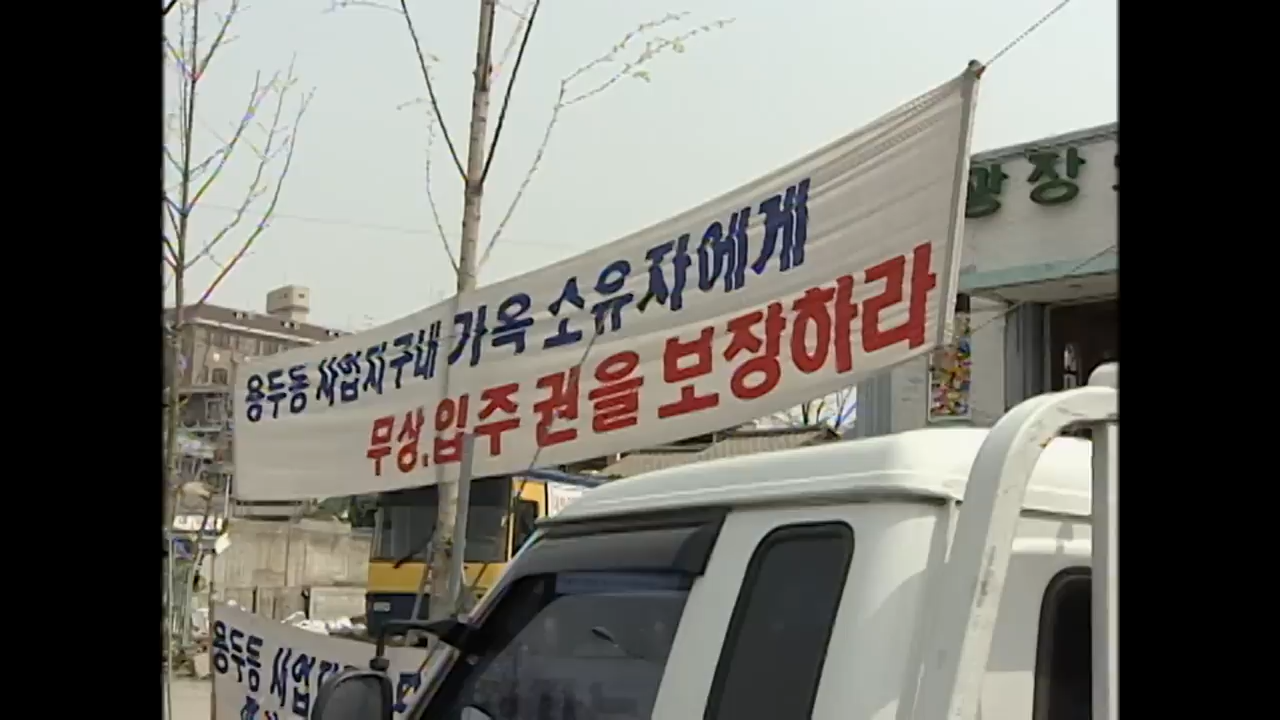 광장
용두동 사업지구내 가옥 소유자에게
무상.입주권을 보장하라
용두동 사업